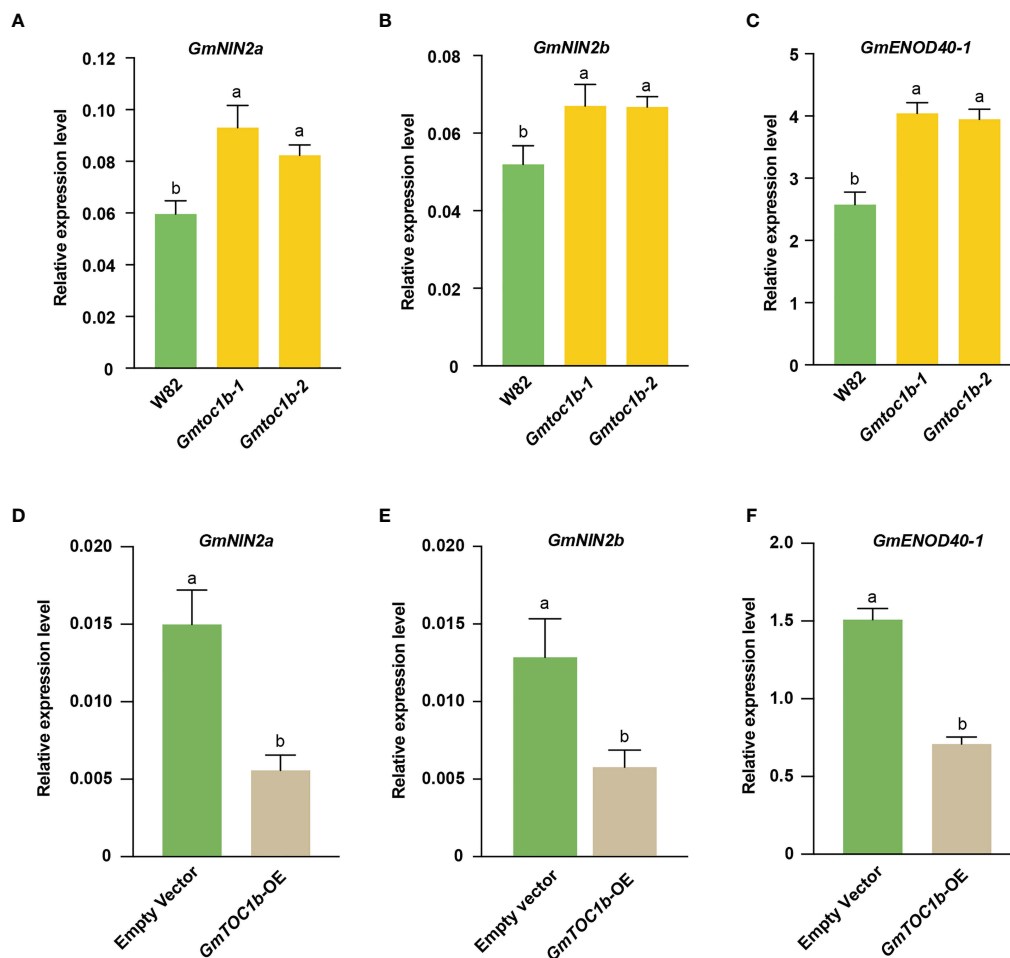 A
GmNIN2a
Relative expression level
0.12
0.10
0.08
0.06
0.04
0.02
0
b
a
a
W82
Gmtoc1b-1
Gmtoc1b-2
B
GmNIN2b
Relative expression level
0.08
0.06
0.04
0.02
0
b
a
a
W82
Gmtoc1b-1
Gmtoc1b-2
C
GmENOD40-1
Relative expression level
5
4
3
2
1
0
b
a
a
W82
Gmtoc1b-1
Gmtoc1b-2
D
GmNIN2a
Relative expression level
0.020
0.015
0.010
0.005
0
a
b
Empty Vector
GmTOC1b-OE
E
GmNIN2b
Relative expression level
0.020
0.015
0.010
0.005
0
a
b
Empty vector
GmTOC1b-OE
F
GmENOD40-1
Relative expression level
2.0
1.5
1.0
0.5
0
a
b
Empty Vector
GmTOC1b-OE